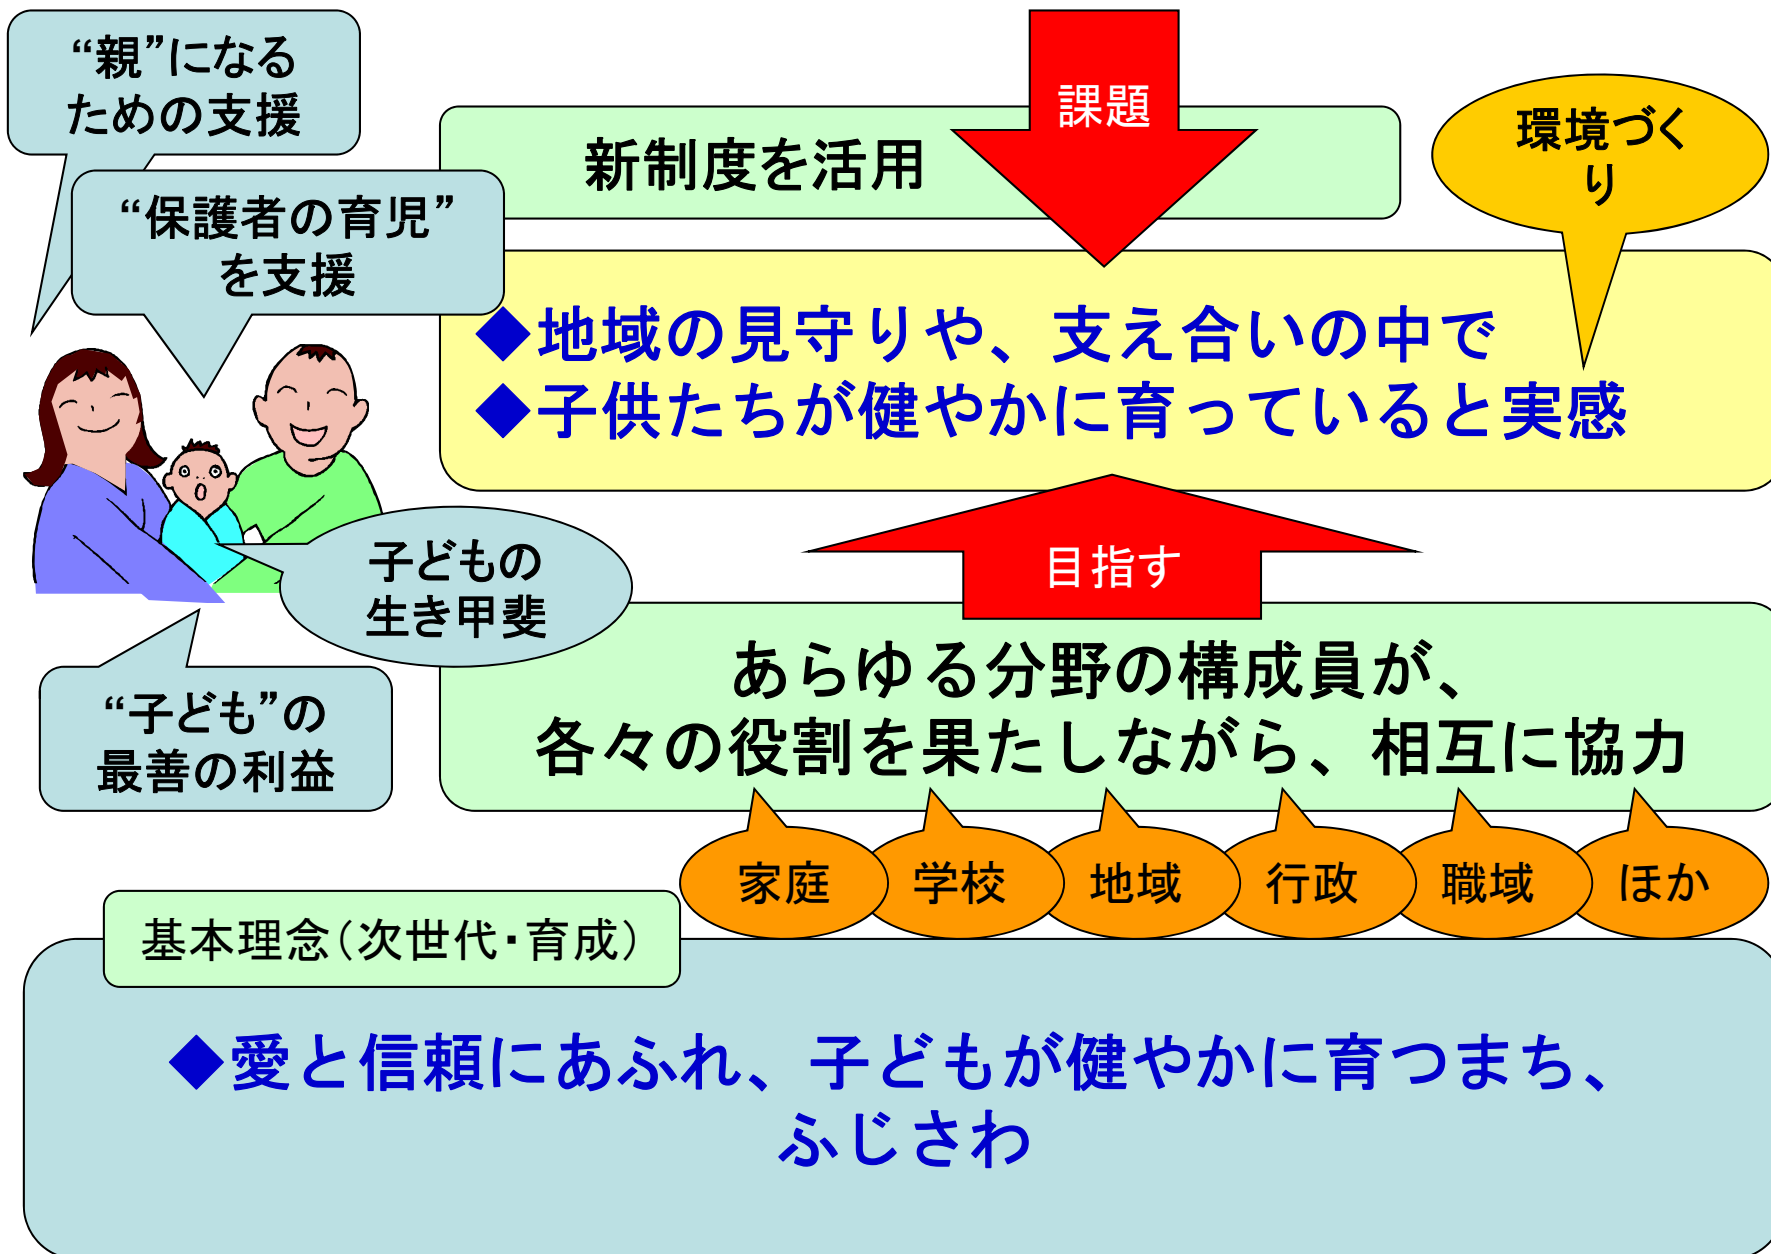 “親”になる
ための支援
課題
環境づく
り
新制度を活用
“保護者の育児”
を支援
◆地域の見守りや、支え合いの中で
◆子供たちが健やかに育っていると実感
目指す
子どもの
生き甲斐
あらゆる分野の構成員が、
各々の役割を果たしながら、相互に協力
“子ども”の
最善の利益
家庭
学校
地域
行政
職域
ほか
基本理念（次世代・育成）
◆愛と信頼にあふれ、子どもが健やかに育つまち、
ふじさわ